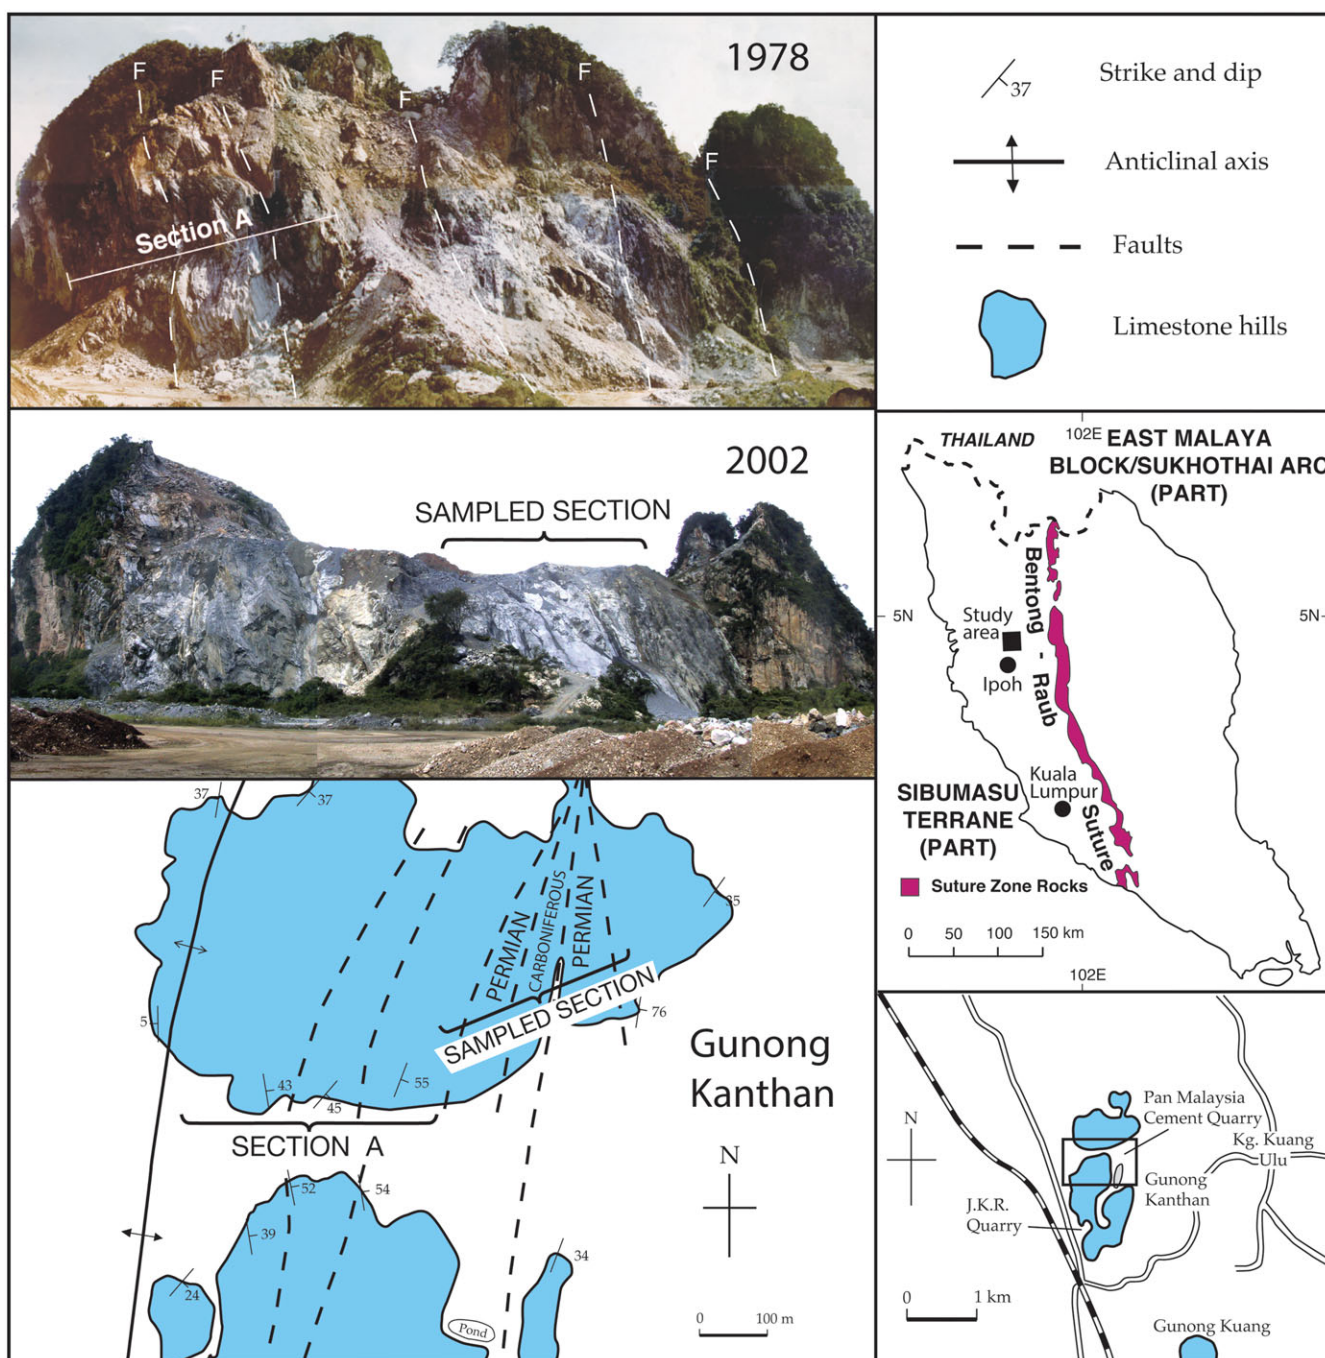 1978
F
F
F
F
F
Section A
2002
SAMPLED SECTION
37
Strike and dip
Anticlinal axis
Faults
Limestone hills
THAILAND
102E
EAST MALAYA
BLOCK/SUKHOTHAI ARC
(PART)
5N
5N
Study
area
Ipoh
Bentong - Raub
Suture
Kuala
Lumpur
SIBUMASU
TERRANE
(PART)
Suture Zone Rocks
0 50 100 150 km
102E
37
37
35
5
PERMIAN
CARBONIFEROUS
PERMIAN
SAMPLED SECTION
76
43
45
55
SECTION A
Gunong
Kanthan
N
52
54
39
24
34
Pond
0 100 m
N
Pan Malaysia
Cement Quarry
Kg. Kuang
Ulu
Gunong
Kanthan
J.K.R.
Quarry
0 1 km
Gunong Kuang